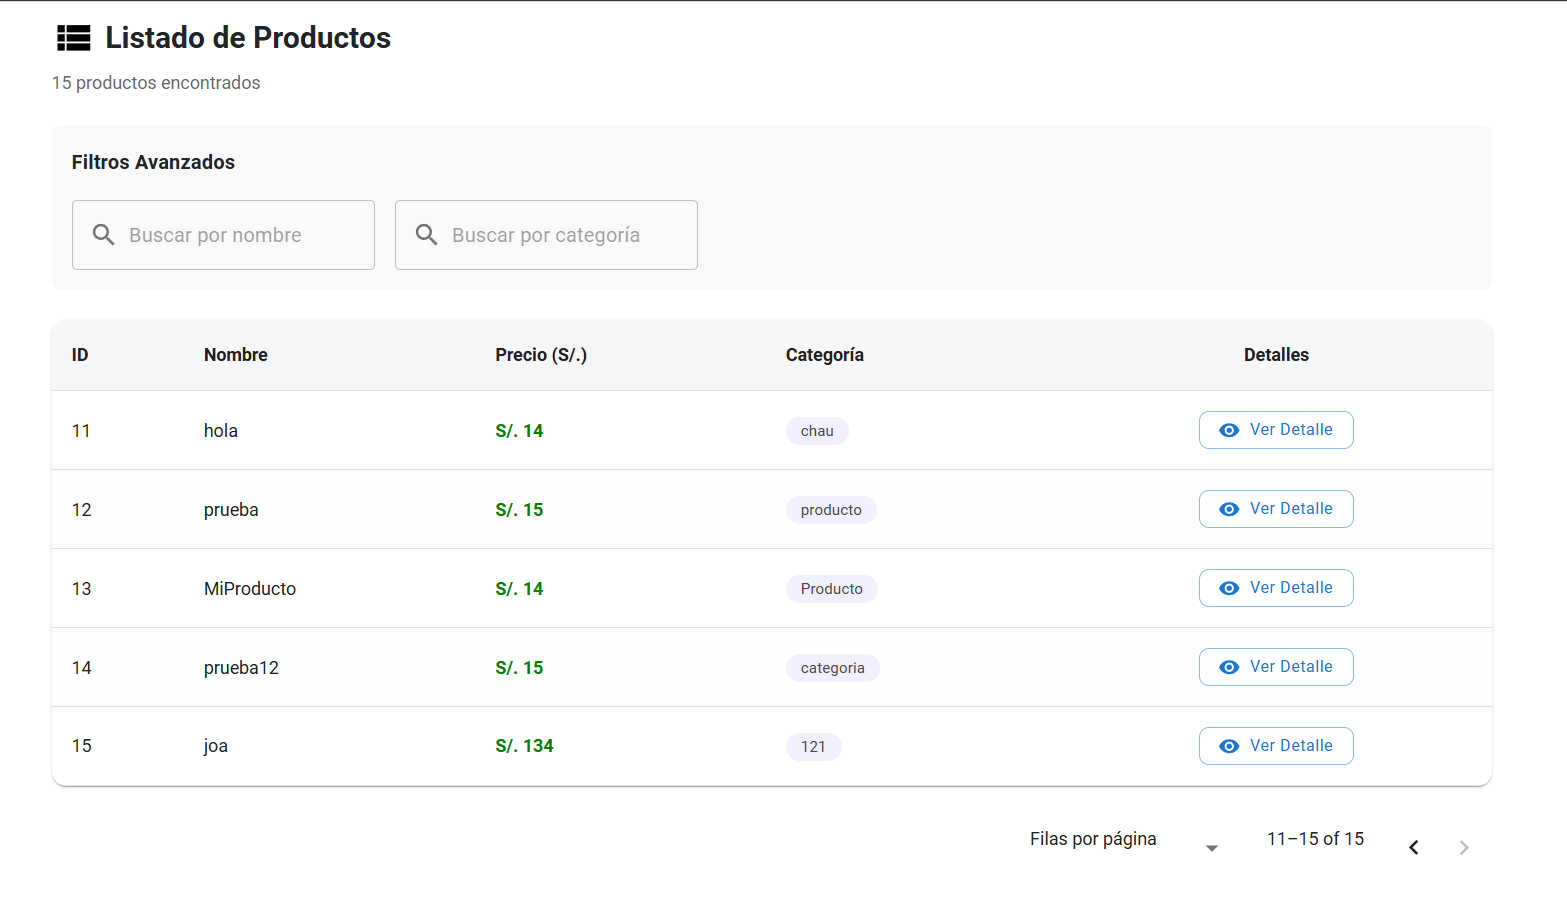 Listado de Productos
15 productos encontrados
Filtros Avanzados
Buscar por nombre Buscar por categoría
ID Nombre Precio (S/.) Categoría Detalles
11 hola S/. 14 chau Ver Detalle
12 prueba S/. 15 producto Ver Detalle
13 MiProducto S/. 14 Producto Ver Detalle
14 prueba12 S/. 15 categoria Ver Detalle
15 joa S/. 134 121 Ver Detalle
Filas por página 11–15 of 15